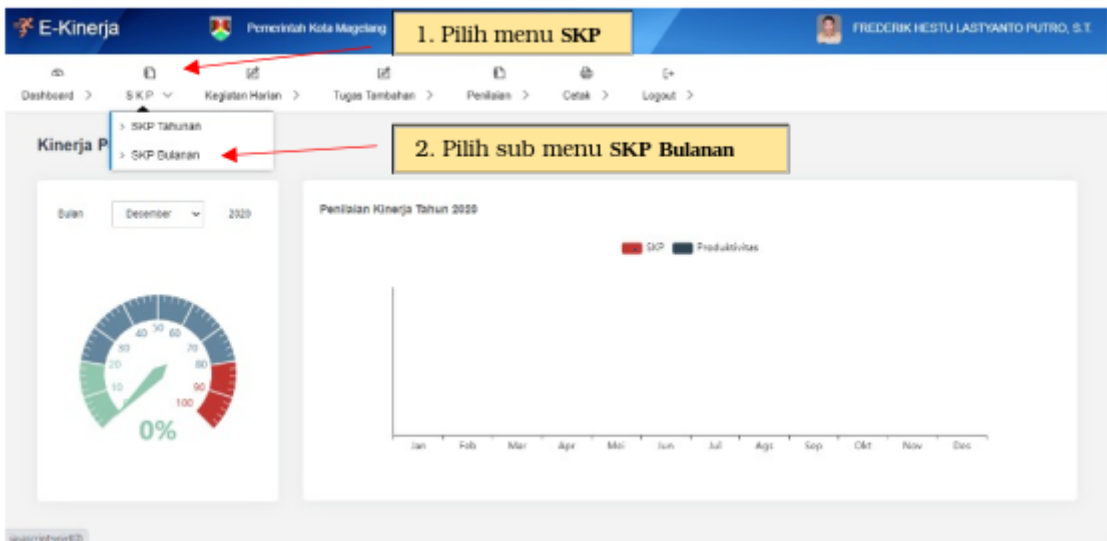 E-Kinerja
Pemerintah Kota Magelang
1. Pilih menu SKP
FREDERIK HESTU LASTYANTO PUTRO, S.T.
Dashboard >
SKP
Kegiatan Harian >
Tugas Tambahan >
Penilaian >
Cetak >
Logout >
> SKP Tahunan
> SKP Bulanan
Kinerja P
2. Pilih sub menu SKP Bulanan
Bulan
Desember
2020
Penilaian Kinerja Tahun 2020
SKP
Produktivitas
0
10
20
30
40
50
60
70
80
90
100
0%
Jan
Feb
Mar
Apr
Mei
Jun
Jul
Ags
Sep
Okt
Nov
Des